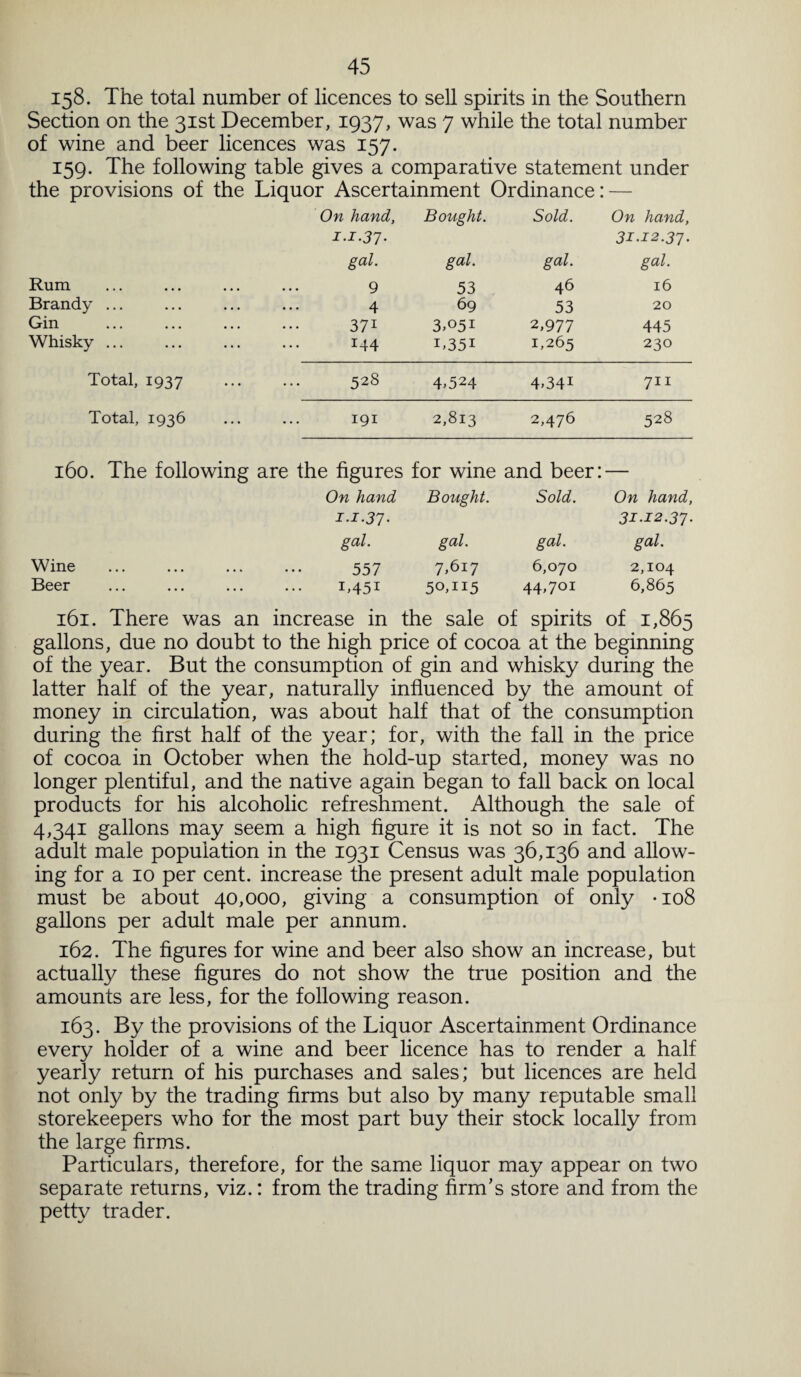 45
158. The total number of licences to sell spirits in the Southern
Section on the 31st December, 1937, was 7 while the total number
of wine and beer licences was 157.
159. The following table gives a comparative statement under
the provisions of the Liquor Ascertainment Ordinance:—
On hand, Bought. Sold. On hand,
1.1.37. 31.12.37.
gal. gal. gal. gal.
Rum ... ... ... ... 9 53 46 16
Brandy ... ... ... ... 4 69 53 20
Gin ... ... ... ... 371 3,051 2,977 445
Whisky ... ... ... ... 144 1,351 1,265 230
Total, 1937 ... ... 528 4,524 4,341 711
Total, 1936 ... ... 191 2,813 2,476 528
160. The following are the figures for wine and beer:—
On hand Bought. Sold. On hand,
1.1.37. 31.12.37.
gal. gal. gal. gal.
Wine ... ... ... ... 557 7,617 6,070 2,104
Beer ... ... ... ... 1,451 50,115 44,701 6,865
161. There was an increase in the sale of spirits of 1,865
gallons, due no doubt to the high price of cocoa at the beginning
of the year. But the consumption of gin and whisky during the
latter half of the year, naturally influenced by the amount of
money in circulation, was about half that of the consumption
during the first half of the year; for, with the fall in the price
of cocoa in October when the hold-up started, money was no
longer plentiful, and the native again began to fall back on local
products for his alcoholic refreshment. Although the sale of
4,341 gallons may seem a high figure it is not so in fact. The
adult male population in the 1931 Census was 36,136 and allow-
ing for a 10 per cent. increase the present adult male population
must be about 40,000, giving a consumption of only ·108
gallons per adult male per annum.
162. The figures for wine and beer also show an increase, but
actually these figures do not show the true position and the
amounts are less, for the following reason.
163. By the provisions of the Liquor Ascertainment Ordinance
every holder of a wine and beer licence has to render a half
yearly return of his purchases and sales; but licences are held
not only by the trading firms but also by many reputable small
storekeepers who for the most part buy their stock locally from
the large firms.
Particulars, therefore, for the same liquor may appear on two
separate returns, viz.: from the trading firm's store and from the
petty trader.